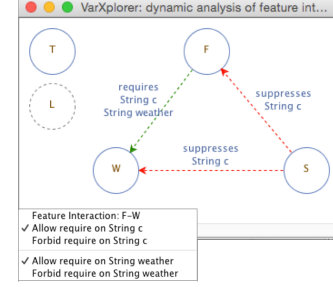 VarXplorer: dynamic analysis of feature int...
T
F
L
requires
String c
String weather
suppresses
String c
suppresses
String c
W
S
Feature Interaction: F-W
✓ Allow require on String c
Forbid require on String c
✓ Allow require on String weather
Forbid require on String weather